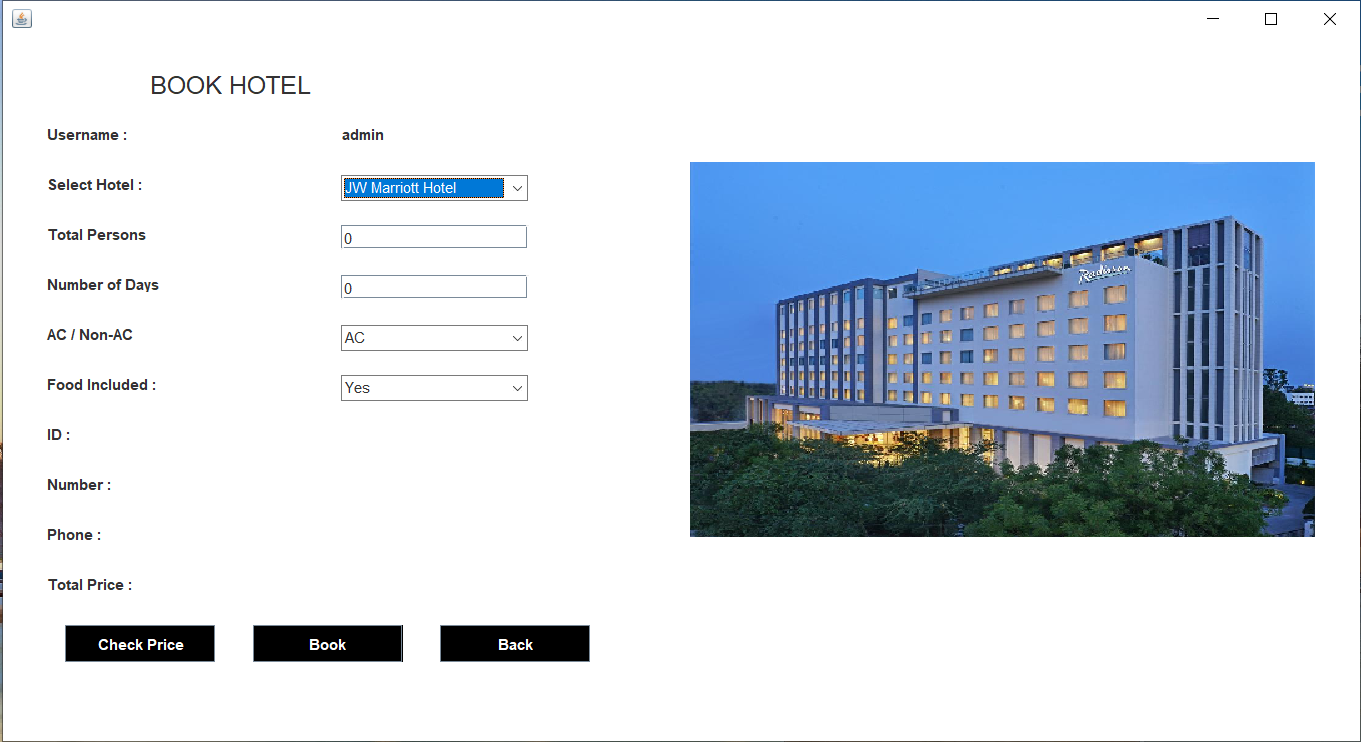 BOOK HOTEL
Username : admin
Select Hotel : JW Marriott Hotel
Total Persons 0
Number of Days 0
AC / Non-AC AC
Food Included : Yes
ID :
Number :
Phone :
Total Price :
Check Price Book Back
Radisson